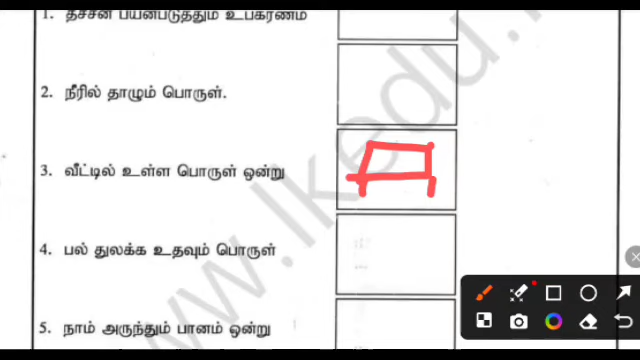 1. தச்சன் பயன்படுத்தும் உபகரணம்
2. நீரில் தாழும் பொருள்.
3. வீட்டில் உள்ள பொருள் ஒன்று
4. பல் துலக்க உதவும் பொருள்
5. நாம் அருந்தும் பானம் ஒன்று
www.lkedu.